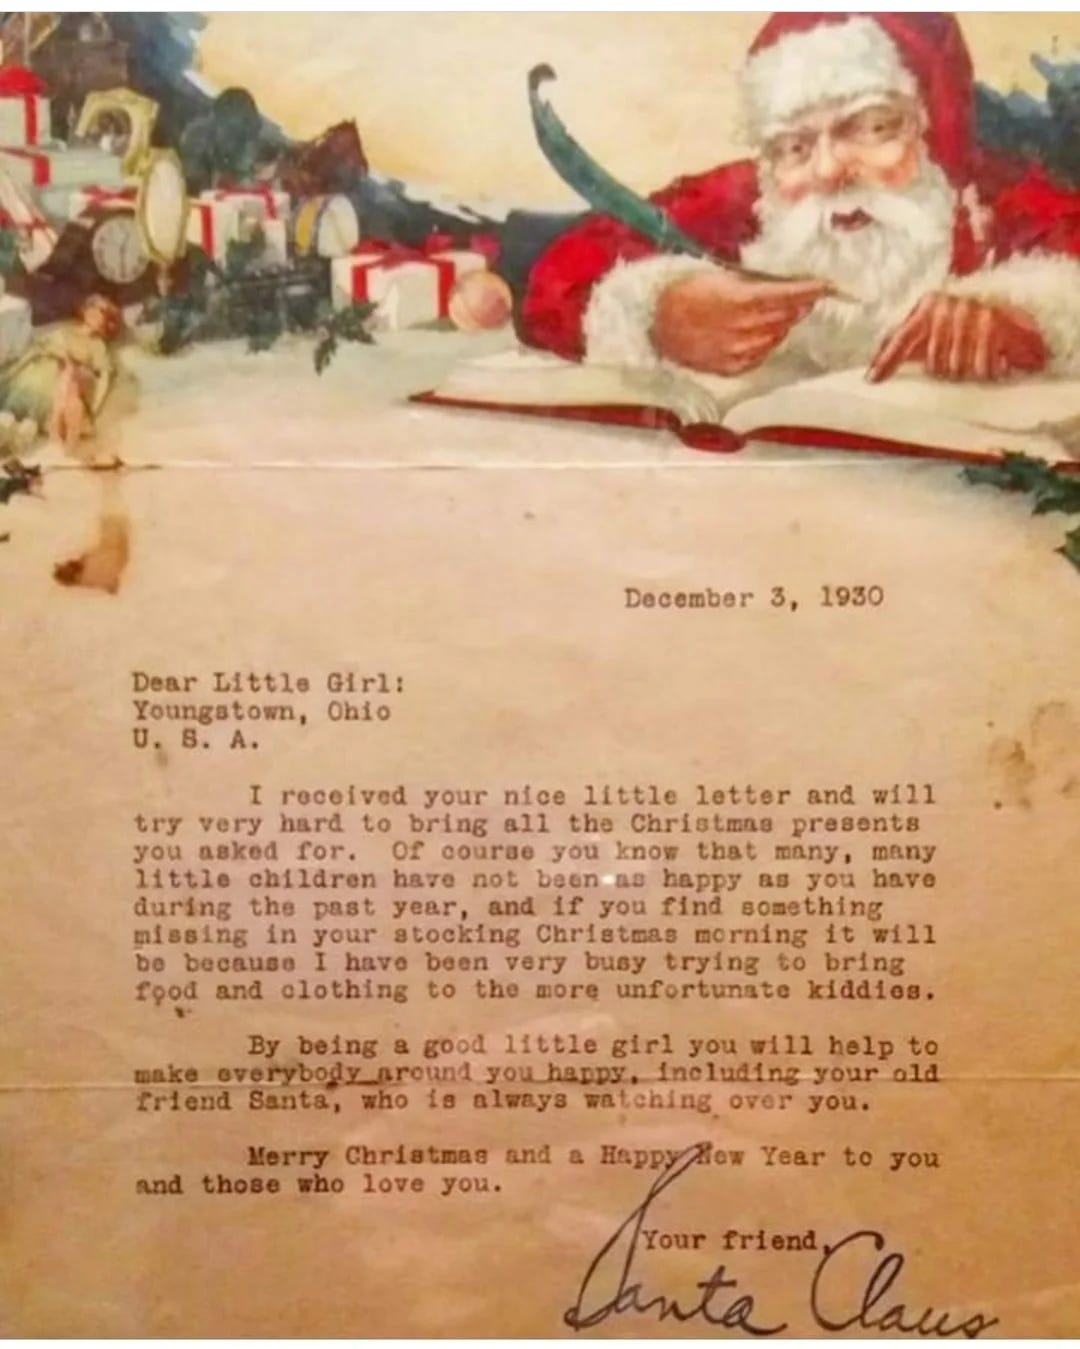 December 3, 1930
Dear Little Girl:
Youngstown, Ohio
U. S. A.
I received your nice little letter and will
try very hard to bring all the Christmas presents
you asked for. Of course you know that many, many
little children have not been as happy as you have
during the past year, and if you find something
missing in your stocking Christmas morning it will
be because I have been very busy trying to bring
food and clothing to the more unfortunate kiddies.
By being a good little girl you will help to
make everybody around you happy, including your old
friend Santa, who is always watching over you.
Merry Christmas and a Happy New Year to you
and those who love you.
Your friend,
Santa Claus